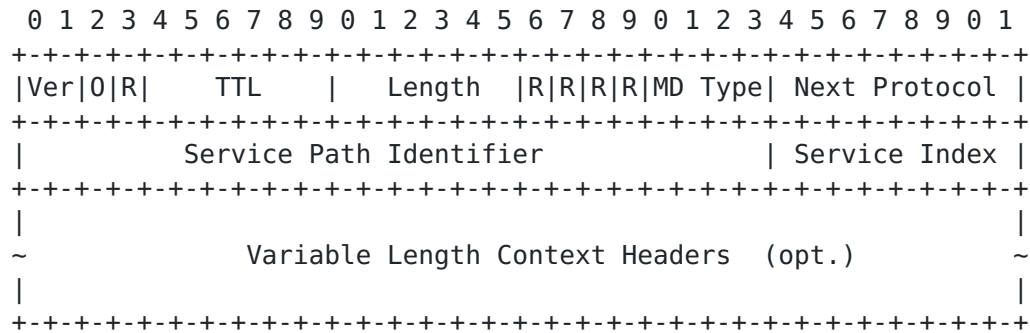 0 1 2 3 4 5 6 7 8 9 0 1 2 3 4 5 6 7 8 9 0 1 2 3 4 5 6 7 8 9 0 1
+-+-+-+-+-+-+-+-+-+-+-+-+-+-+-+-+-+-+-+-+-+-+-+-+-+-+-+-+-+-+-+-+
|Ver|O|R|    TTL    |   Length  |R|R|R|R|MD Type| Next Protocol |
+-+-+-+-+-+-+-+-+-+-+-+-+-+-+-+-+-+-+-+-+-+-+-+-+-+-+-+-+-+-+-+-+
|          Service Path Identifier              | Service Index |
+-+-+-+-+-+-+-+-+-+-+-+-+-+-+-+-+-+-+-+-+-+-+-+-+-+-+-+-+-+-+-+-+
|                                                               |
~              Variable Length Context Headers  (opt.)          ~
|                                                               |
+-+-+-+-+-+-+-+-+-+-+-+-+-+-+-+-+-+-+-+-+-+-+-+-+-+-+-+-+-+-+-+-+